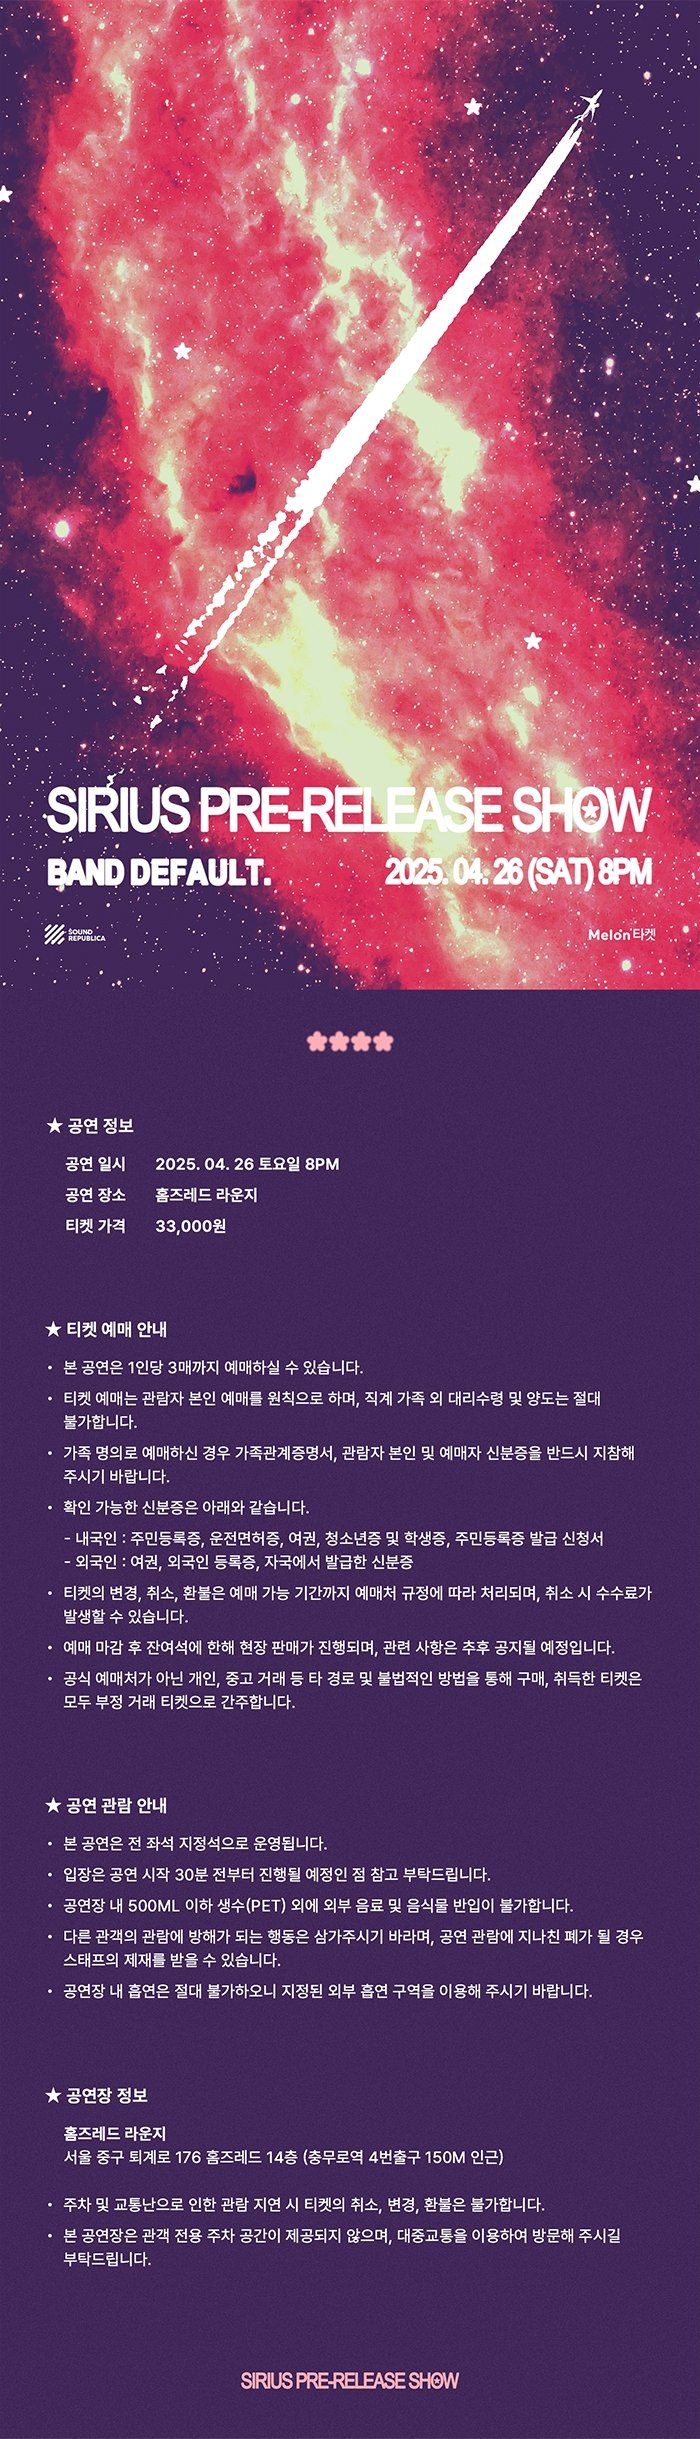 SIRIUS PRE-RELEASE SHOW
BAND DEFAULT. 2025. 04. 26 (SAT) 8PM
SOUND
REPUBLICA
Melon 티켓
★ 공연 정보
공연 일시 2025. 04. 26 토요일 8PM
공연 장소 홈즈레드 라운지
티켓 가격 33,000원
★ 티켓 예매 안내
• 본 공연은 1인당 3매까지 예매하실 수 있습니다.
• 티켓 예매는 관람자 본인 예매를 원칙으로 하며, 직계 가족 외 대리수령 및 양도는 절대
불가합니다.
• 가족 명의로 예매하신 경우 가족관계증명서, 관람자 본인 및 예매자 신분증을 반드시 지참해
주시기 바랍니다.
• 확인 가능한 신분증은 아래와 같습니다.
- 내국인 : 주민등록증, 운전면허증, 여권, 청소년증 및 학생증, 주민등록증 발급 신청서
- 외국인 : 여권, 외국인 등록증, 자국에서 발급한 신분증
• 티켓의 변경, 취소, 환불은 예매 가능 기간까지 예매처 규정에 따라 처리되며, 취소 시 수수료가
발생할 수 있습니다.
• 예매 마감 후 잔여석에 한해 현장 판매가 진행되며, 관련 사항은 추후 공지될 예정입니다.
• 공식 예매처가 아닌 개인, 중고 거래 등 타 경로 및 불법적인 방법을 통해 구매, 취득한 티켓은
모두 부정 거래 티켓으로 간주합니다.
★ 공연 관람 안내
• 본 공연은 전 좌석 지정석으로 운영됩니다.
• 입장은 공연 시작 30분 전부터 진행될 예정인 점 참고 부탁드립니다.
• 공연장 내 500ML 이하 생수(PET) 외에 외부 음료 및 음식물 반입이 불가합니다.
• 다른 관객의 관람에 방해가 되는 행동은 삼가주시기 바라며, 공연 관람에 지나친 폐가 될 경우
스태프의 제재를 받을 수 있습니다.
• 공연장 내 흡연은 절대 불가하오니 지정된 외부 흡연 구역을 이용해 주시기 바랍니다.
★ 공연장 정보
홈즈레드 라운지
서울 중구 퇴계로 176 홈즈레드 14층 (충무로역 4번출구 150M 인근)
• 주차 및 교통난으로 인한 관람 지연 시 티켓의 취소, 변경, 환불은 불가합니다.
• 본 공연장은 관객 전용 주차 공간이 제공되지 않으며, 대중교통을 이용하여 방문해 주시길
부탁드립니다.
SIRIUS PRE-RELEASE SHOW